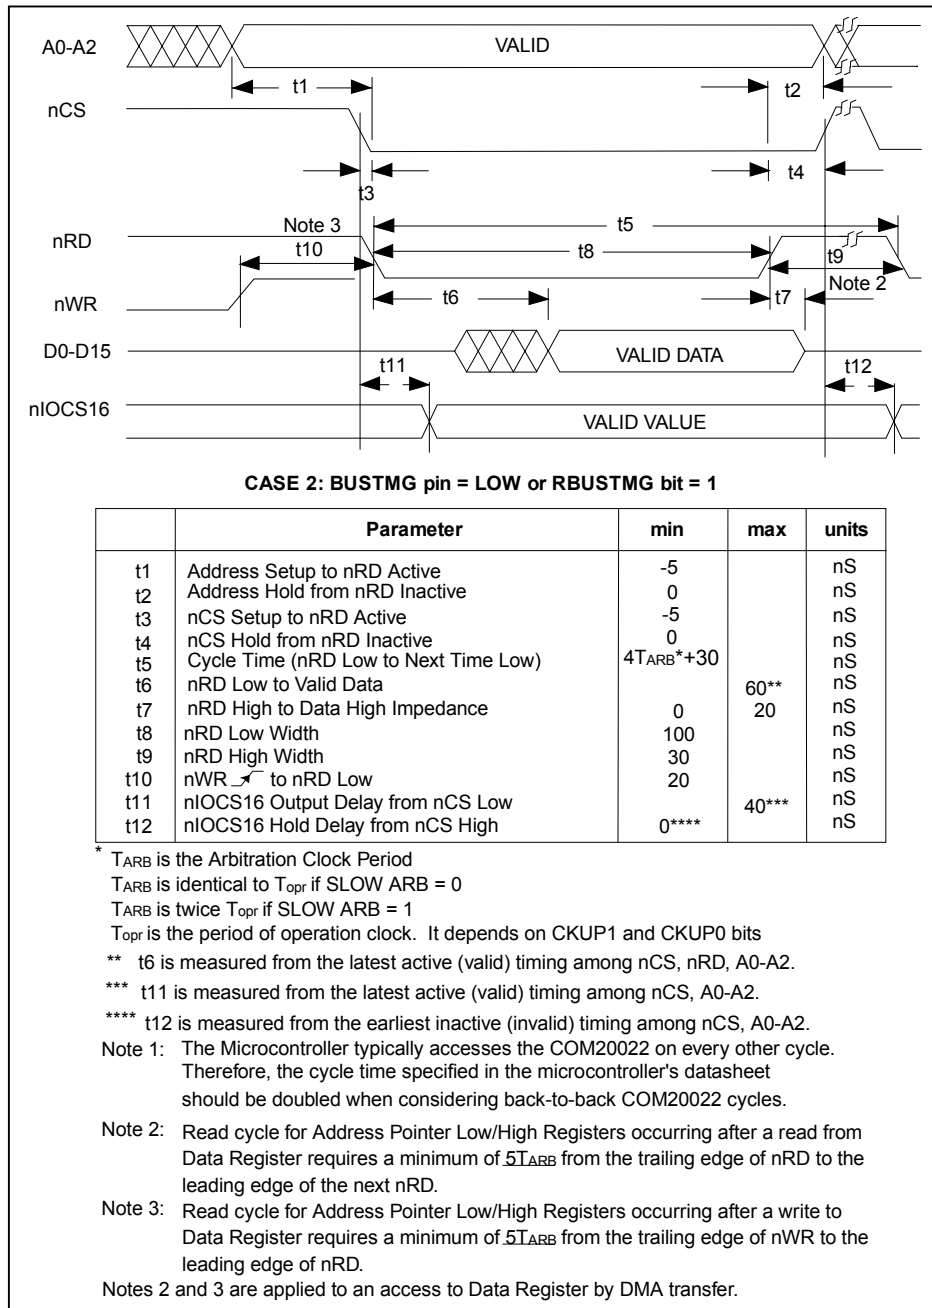 A0-A2
VALID
t1
t2
nCS
t3
t4
nRD
Note 3
t5
t10
t8
t9
Note 2
nWR
t6
t7
D0-D15
VALID DATA
t11
t12
nIOCS16
VALID VALUE
CASE 2: BUSTMG pin = LOW or RBUSTMG bit = 1
Parameter min max units
t1 Address Setup to nRD Active -5 nS
t2 Address Hold from nRD Inactive 0 nS
t3 nCS Setup to nRD Active -5 nS
t4 nCS Hold from nRD Inactive 0 nS
t5 Cycle Time (nRD Low to Next Time Low) 4TARB*+30 nS
t6 nRD Low to Valid Data 60** nS
t7 nRD High to Data High Impedance 0 20 nS
t8 nRD Low Width 100 nS
t9 nRD High Width 30 nS
t10 nWR to nRD Low 20 nS
t11 nIOCS16 Output Delay from nCS Low 40*** nS
t12 nIOCS16 Hold Delay from nCS High 0**** nS
* TARB is the Arbitration Clock Period
TARB is identical to Topr if SLOW ARB = 0
TARB is twice Topr if SLOW ARB = 1
Topr is the period of operation clock. It depends on CKUP1 and CKUP0 bits
** t6 is measured from the latest active (valid) timing among nCS, nRD, A0-A2.
*** t11 is measured from the latest active (valid) timing among nCS, A0-A2.
**** t12 is measured from the earliest inactive (invalid) timing among nCS, A0-A2.
Note 1: The Microcontroller typically accesses the COM20022 on every other cycle.
Therefore, the cycle time specified in the microcontroller's datasheet
should be doubled when considering back-to-back COM20022 cycles.
Note 2: Read cycle for Address Pointer Low/High Registers occurring after a read from
Data Register requires a minimum of 5TARB from the trailing edge of nRD to the
leading edge of the next nRD.
Note 3: Read cycle for Address Pointer Low/High Registers occurring after a write to
Data Register requires a minimum of 5TARB from the trailing edge of nWR to the
leading edge of nRD.
Notes 2 and 3 are applied to an access to Data Register by DMA transfer.